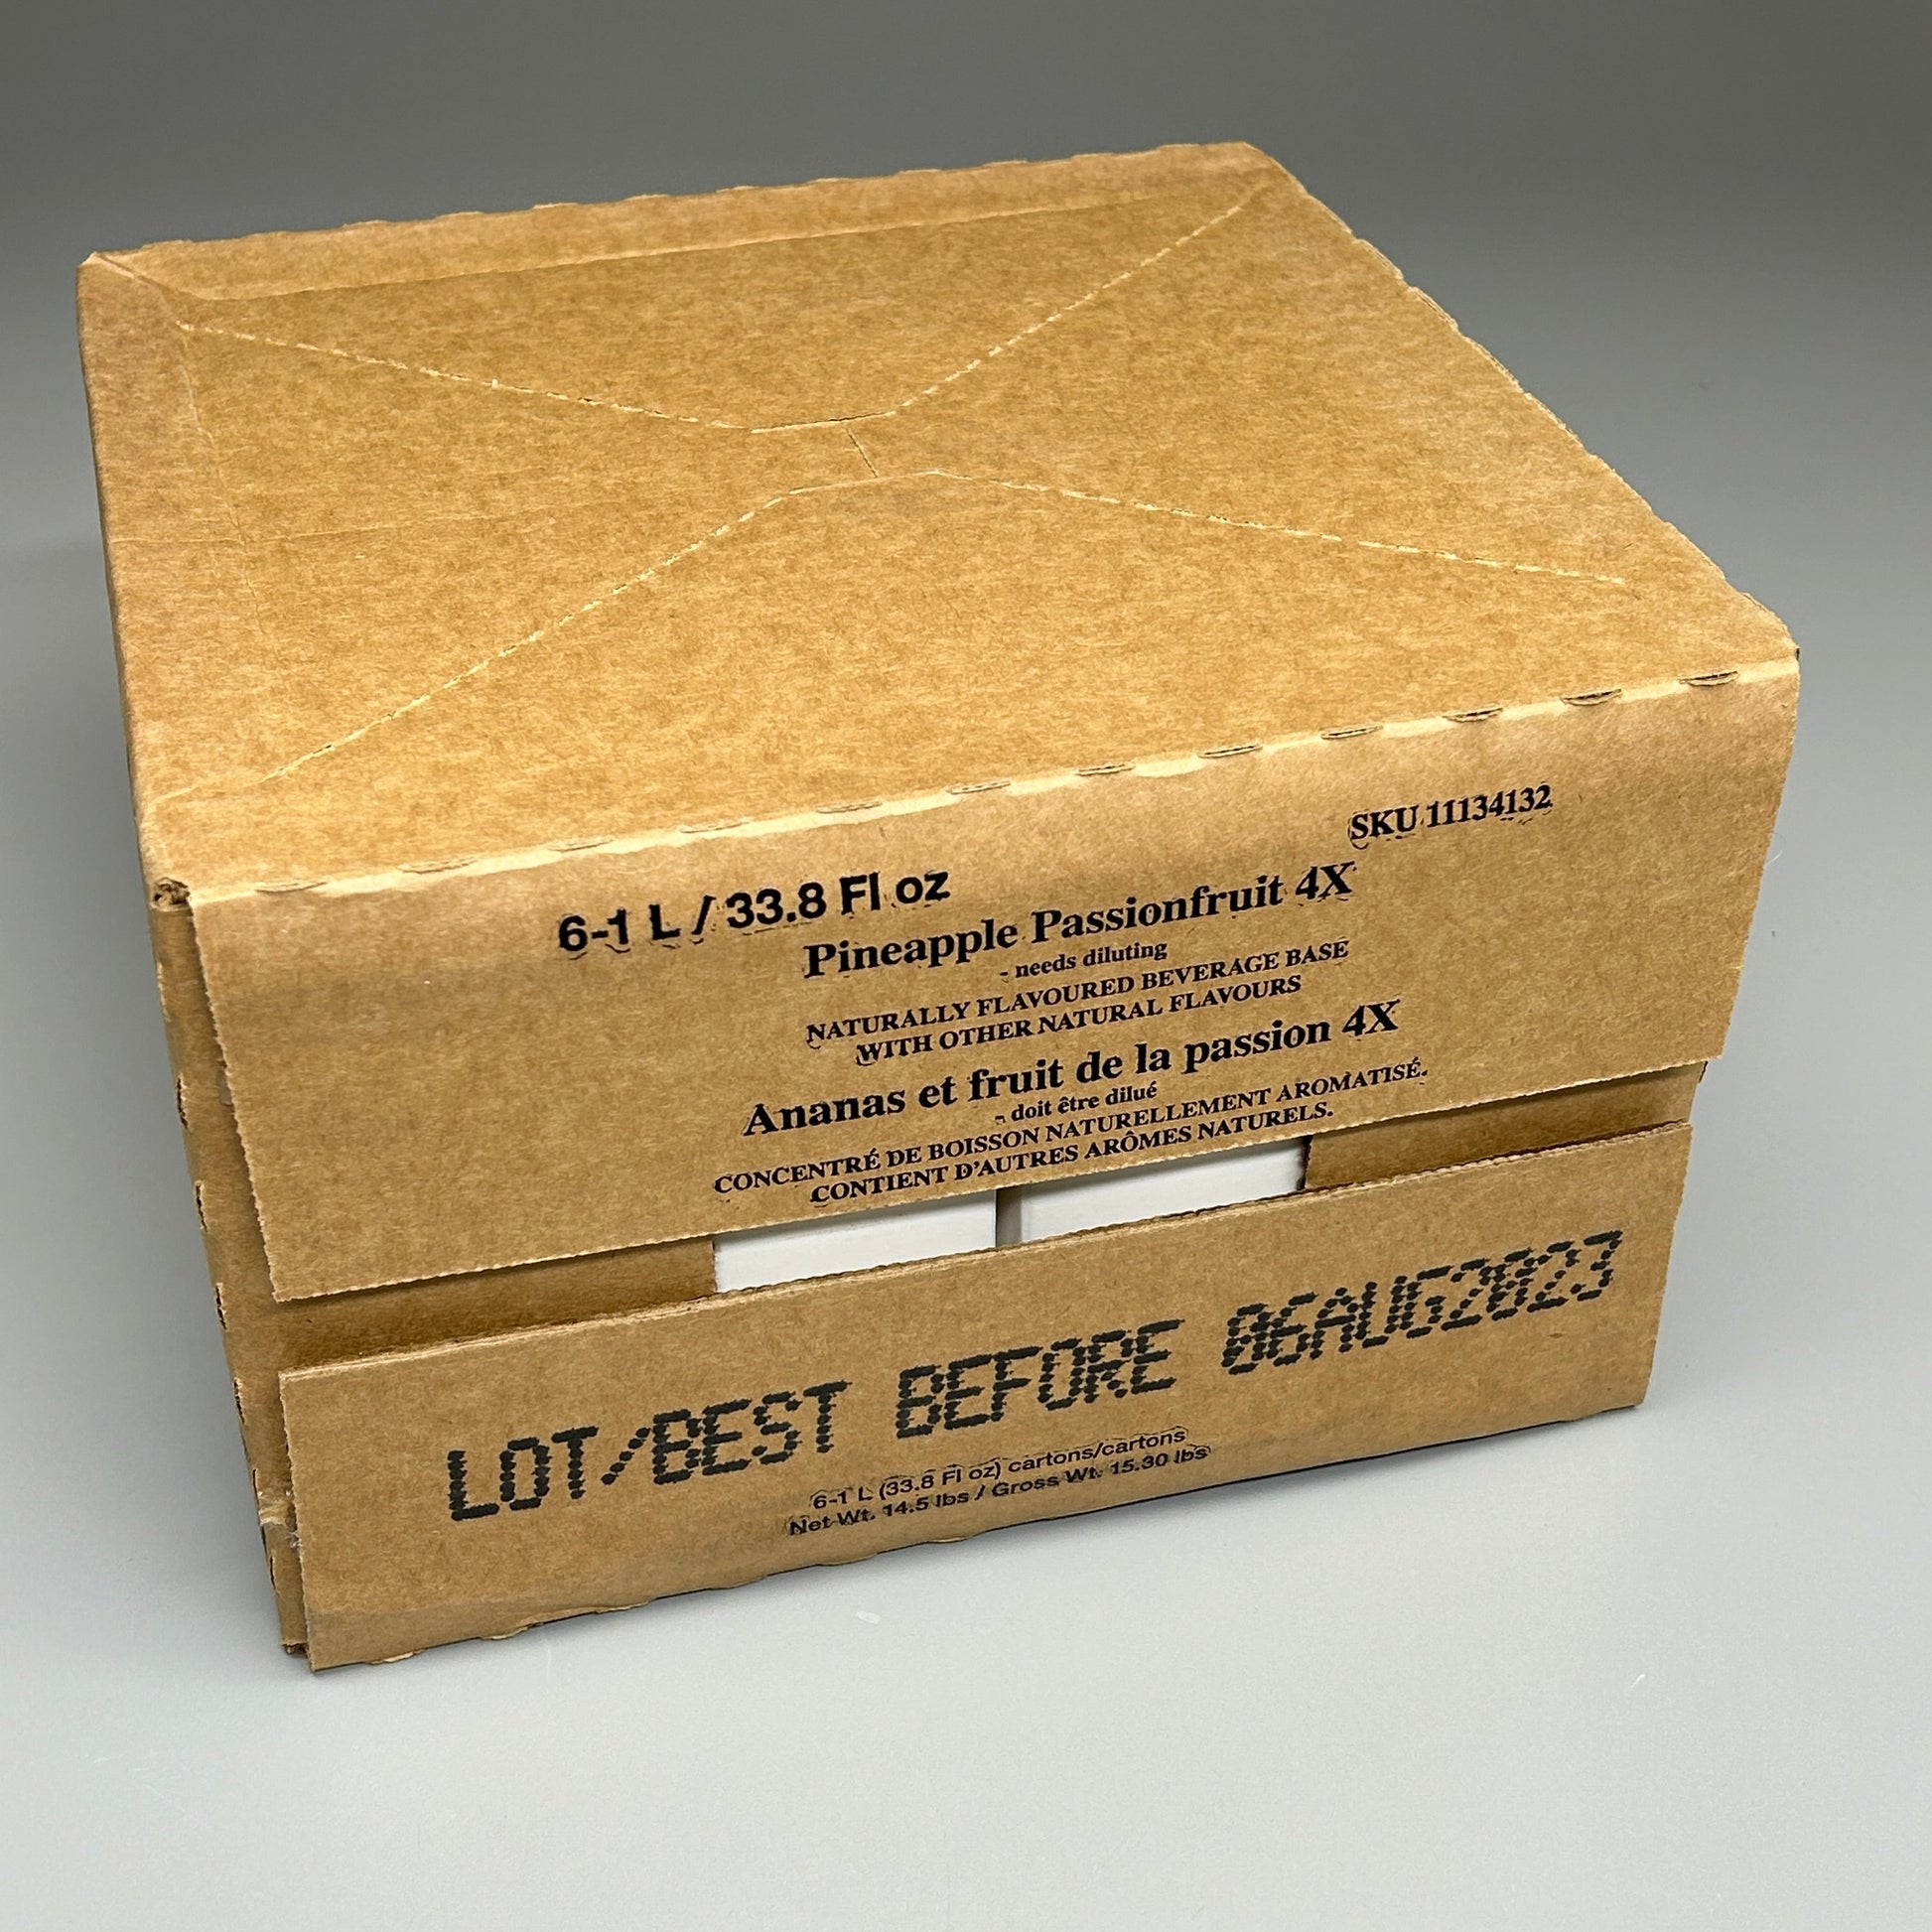 SKU 11134132
6-1 L / 33.8 Fl oz
Pineapple Passionfruit 4X
- needs diluting
NATURALLY FLAVOURED BEVERAGE BASE
WITH OTHER NATURAL FLAVOURS
Ananas et fruit de la passion 4X
- doit être dilué
CONCENTRÉ DE BOISSON NATURELLEMENT AROMATISÉ.
CONTIENT D'AUTRES ARÔMES NATURELS.
LOT/BEST BEFORE 06AUG2023
6-1 L (33.8 Fl oz) cartons/cartons
Net Wt. 14.5 lbs / Gross Wt. 15.30 lbs